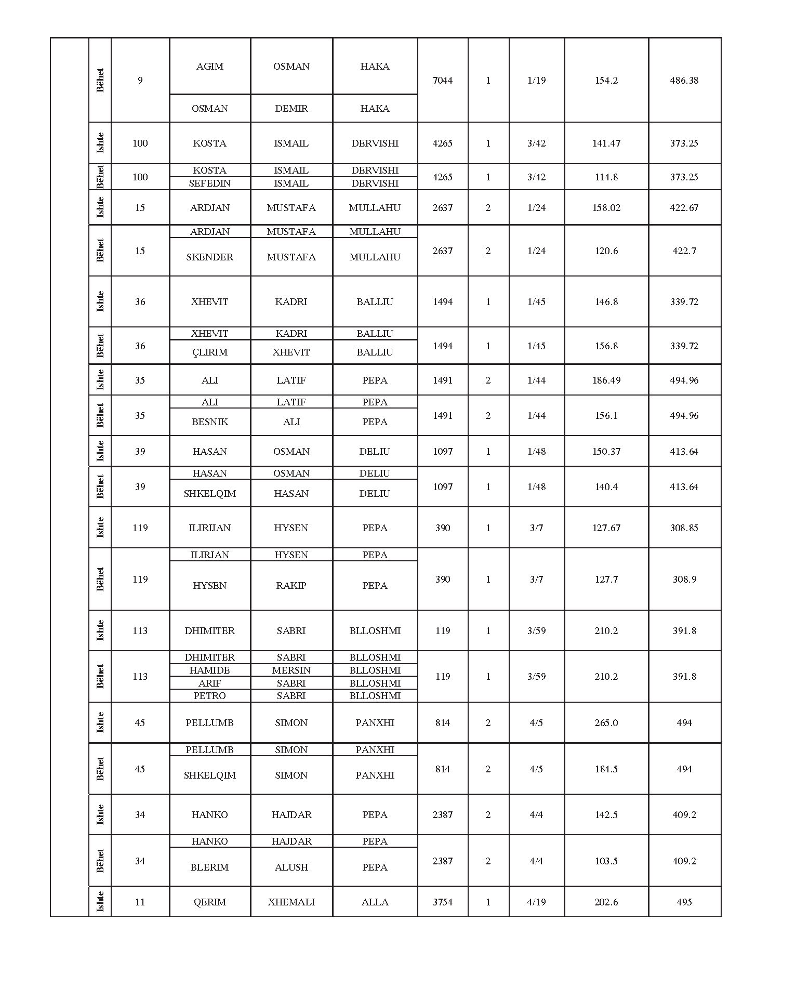 Bëhet 9 AGIM OSMAN HAKA 7044 1 1/19 154.2 486.38
OSMAN DEMIR HAKA
Ishte 100 KOSTA ISMAIL DERVISHI 4265 1 3/42 141.47 373.25
Bëhet 100 KOSTA ISMAIL DERVISHI 4265 1 3/42 114.8 373.25
SEFEDIN ISMAIL DERVISHI
Ishte 15 ARDJAN MUSTAFA MULLAHU 2637 2 1/24 158.02 422.67
Bëhet 15 ARDJAN MUSTAFA MULLAHU 2637 2 1/24 120.6 422.7
SKENDER MUSTAFA MULLAHU
Ishte 36 XHEVIT KADRI BALLIU 1494 1 1/45 146.8 339.72
Bëhet 36 XHEVIT KADRI BALLIU 1494 1 1/45 156.8 339.72
ÇLIRIM XHEVIT BALLIU
Ishte 35 ALI LATIF PEPA 1491 2 1/44 186.49 494.96
Bëhet 35 ALI LATIF PEPA 1491 2 1/44 156.1 494.96
BESNIK ALI PEPA
Ishte 39 HASAN OSMAN DELIU 1097 1 1/48 150.37 413.64
Bëhet 39 HASAN OSMAN DELIU 1097 1 1/48 140.4 413.64
SHKELQIM HASAN DELIU
Ishte 119 ILIRIJAN HYSEN PEPA 390 1 3/7 127.67 308.85
Bëhet 119 ILIRJAN HYSEN PEPA 390 1 3/7 127.7 308.9
HYSEN RAKIP PEPA
Ishte 113 DHIMITER SABRI BLLOSHMI 119 1 3/59 210.2 391.8
Bëhet 113 DHIMITER SABRI BLLOSHMI 119 1 3/59 210.2 391.8
HAMIDE MERSIN BLLOSHMI
ARIF SABRI BLLOSHMI
PETRO SABRI BLLOSHMI
Ishte 45 PELLUMB SIMON PANXHI 814 2 4/5 265.0 494
Bëhet 45 PELLUMB SIMON PANXHI 814 2 4/5 184.5 494
SHKELQIM SIMON PANXHI
Ishte 34 HANKO HAJDAR PEPA 2387 2 4/4 142.5 409.2
Bëhet 34 HANKO HAJDAR PEPA 2387 2 4/4 103.5 409.2
BLERIM ALUSH PEPA
Ishte 11 QERIM XHEMALI ALLA 3754 1 4/19 202.6 495